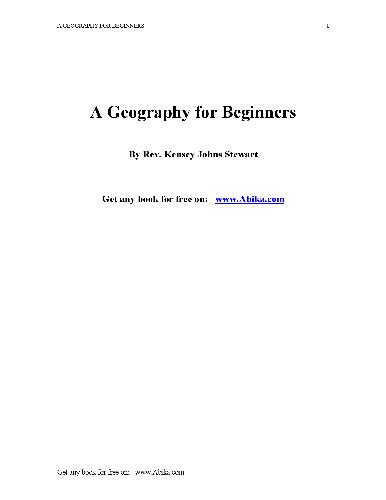 A GEOGRAPHY FOR BEGINNERS 1
A Geography for Beginners
By Rev. Kensey Johns Stewart
Get any book for free on: www.Abika.com
Get any book for free on: www.Abika.com